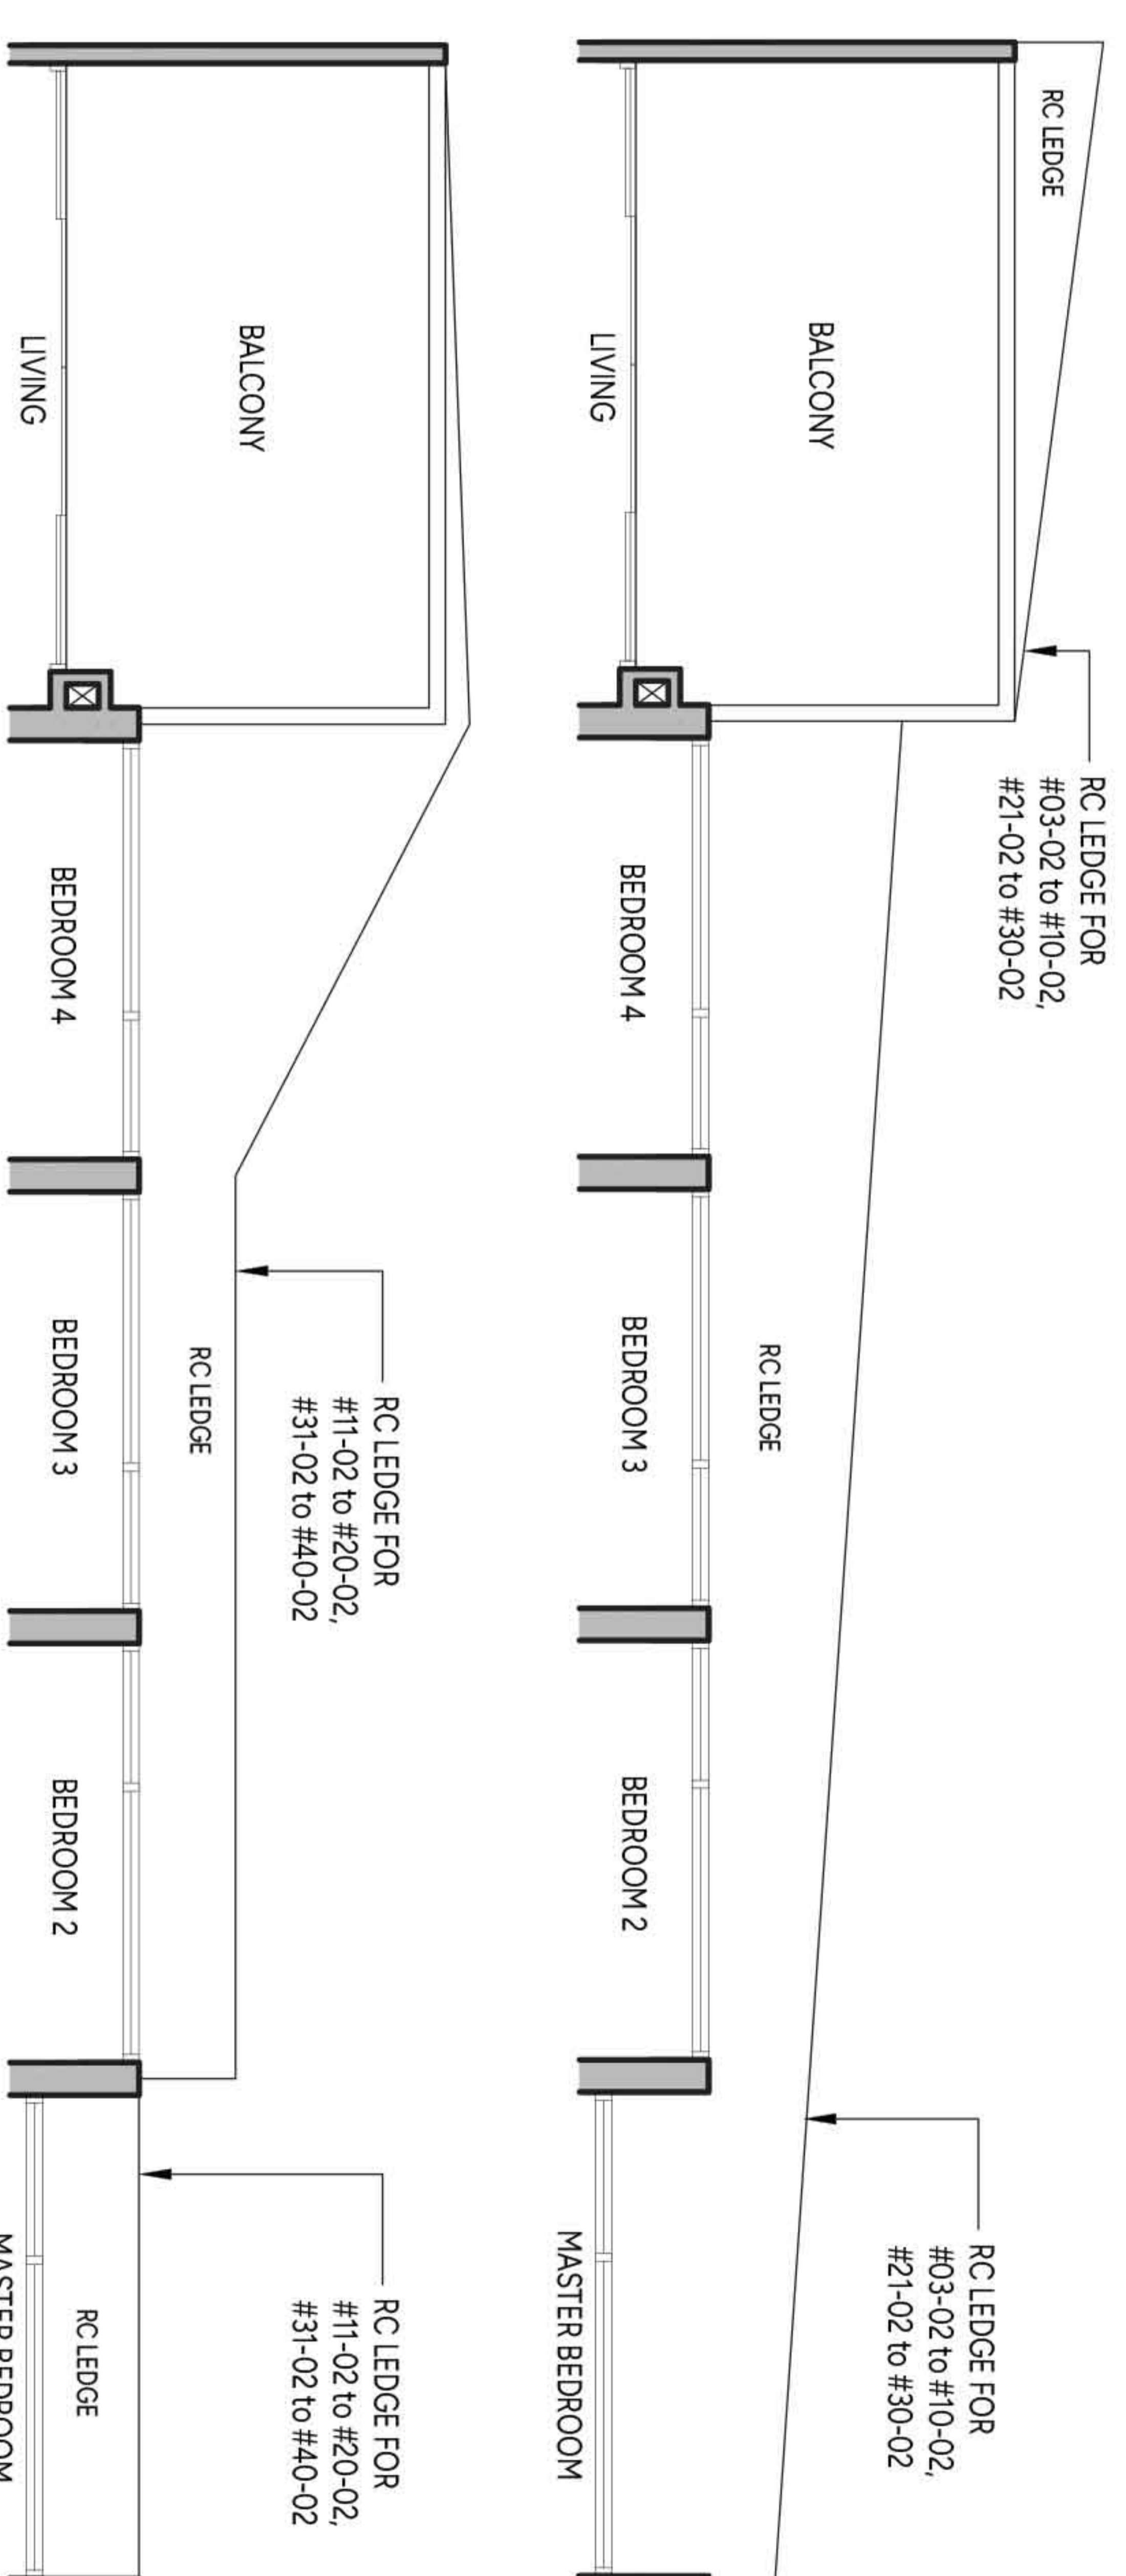 RC LEDGE
RC LEDGE FOR
#03-02 to #10-02,
#21-02 to #30-02
RC LEDGE FOR
#03-02 to #10-02,
#21-02 to #30-02
BALCONY
RC LEDGE
LIVING
BEDROOM 4
BEDROOM 3
BEDROOM 2
MASTER BEDROOM
RC LEDGE FOR
#11-02 to #20-02,
#31-02 to #40-02
RC LEDGE FOR
#11-02 to #20-02,
#31-02 to #40-02
BALCONY
RC LEDGE
RC LEDGE
LIVING
BEDROOM 4
BEDROOM 3
BEDROOM 2
MASTER BEDROOM